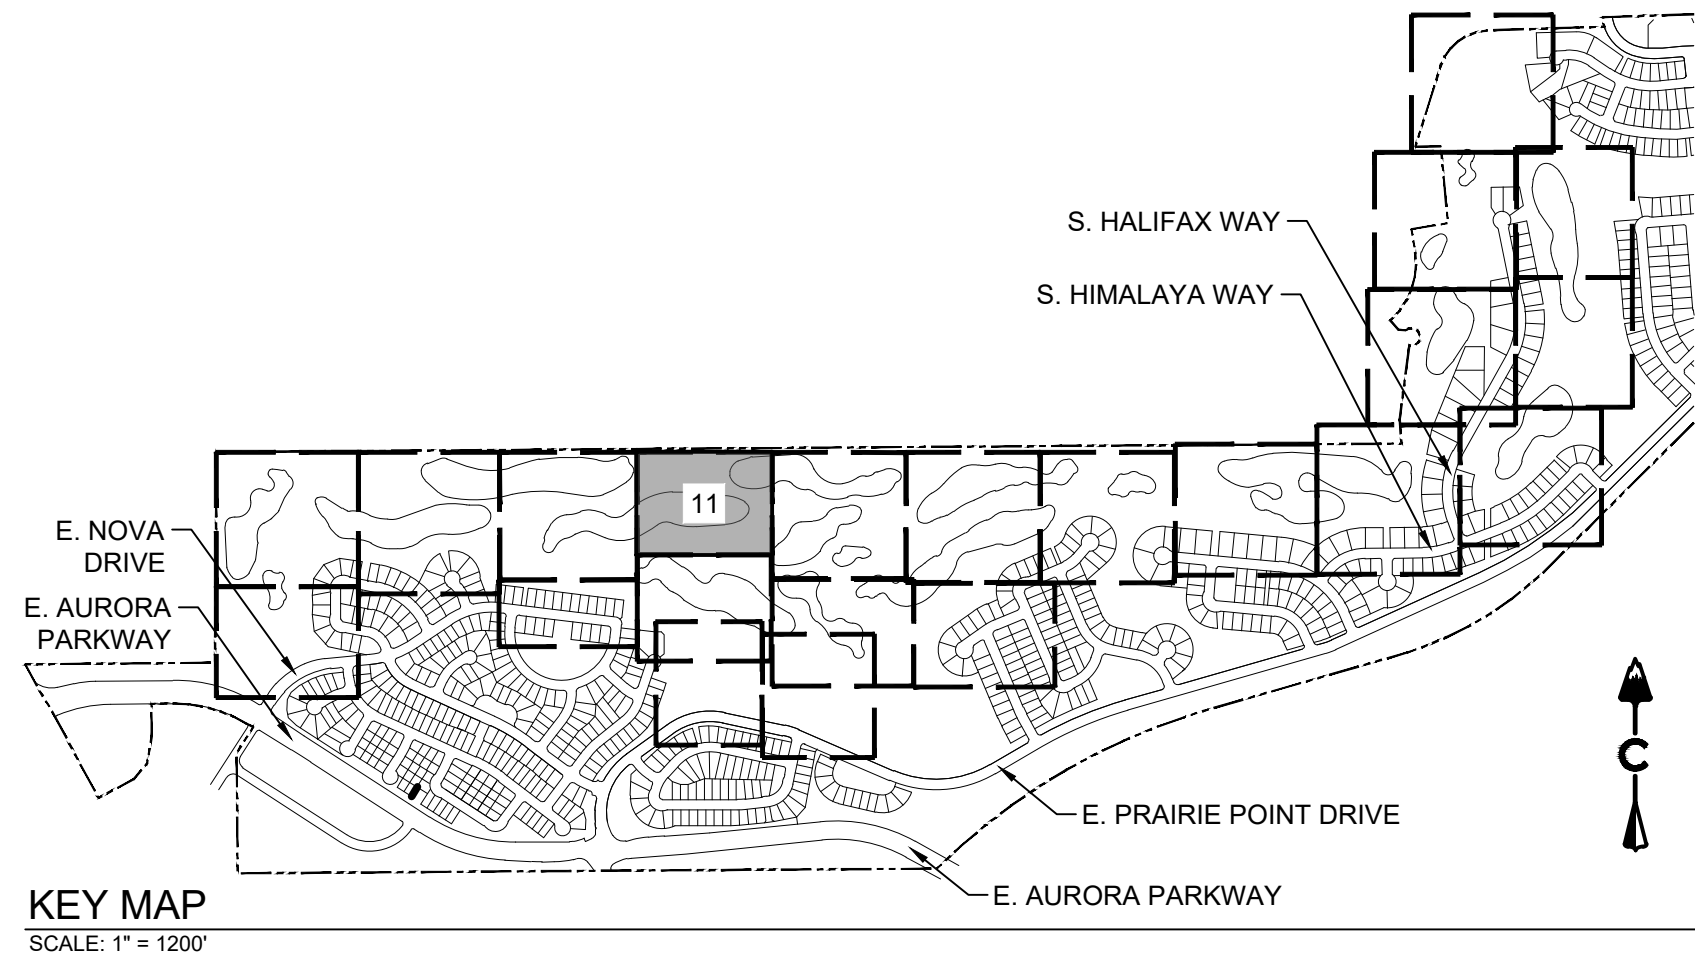 S. HALIFAX WAY
S. HIMALAYA WAY
11
E. NOVA
DRIVE
E. AURORA
PARKWAY
E. PRAIRIE POINT DRIVE
E. AURORA PARKWAY
C
KEY MAP
SCALE: 1" = 1200'